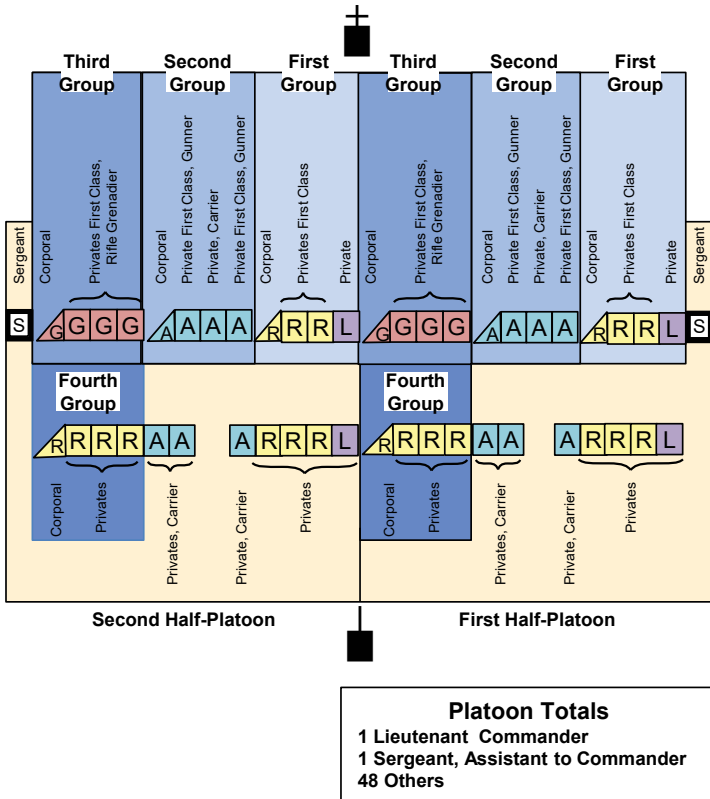 Third Group
Second Group
First Group
Third Group
Second Group
First Group
Sergeant
Corporal
Privates First Class,
Rifle Grenadier
Corporal
Private First Class, Gunner
Private, Carrier
Private First Class, Gunner
Corporal
Privates First Class
Private
Corporal
Privates First Class,
Rifle Grenadier
Corporal
Private First Class, Gunner
Private, Carrier
Private First Class, Gunner
Corporal
Privates First Class
Private
Sergeant
S G G G G A A A A R R R L G G G G A A A A R R R L S
Fourth Group
Fourth Group
R R R R A A A R R R L R R R R A A A R R R L
Corporal
Privates
Privates, Carrier
Private, Carrier
Privates
Corporal
Privates
Privates, Carrier
Private, Carrier
Privates
Second Half-Platoon
First Half-Platoon
Platoon Totals
1 Lieutenant Commander
1 Sergeant, Assistant to Commander
48 Others